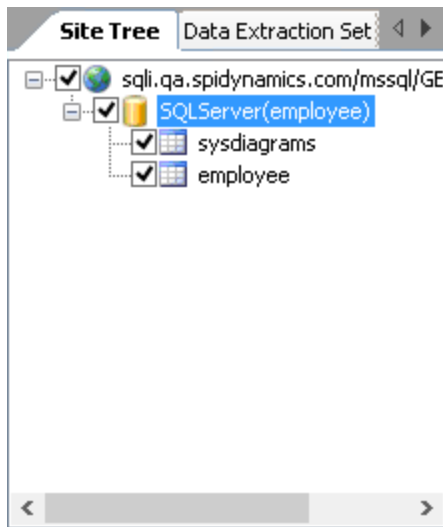 Site Tree Data Extraction Set
sqli.qa.spidynamics.com/mssql/GE
SQLServer(employee)
sysdiagrams
employee